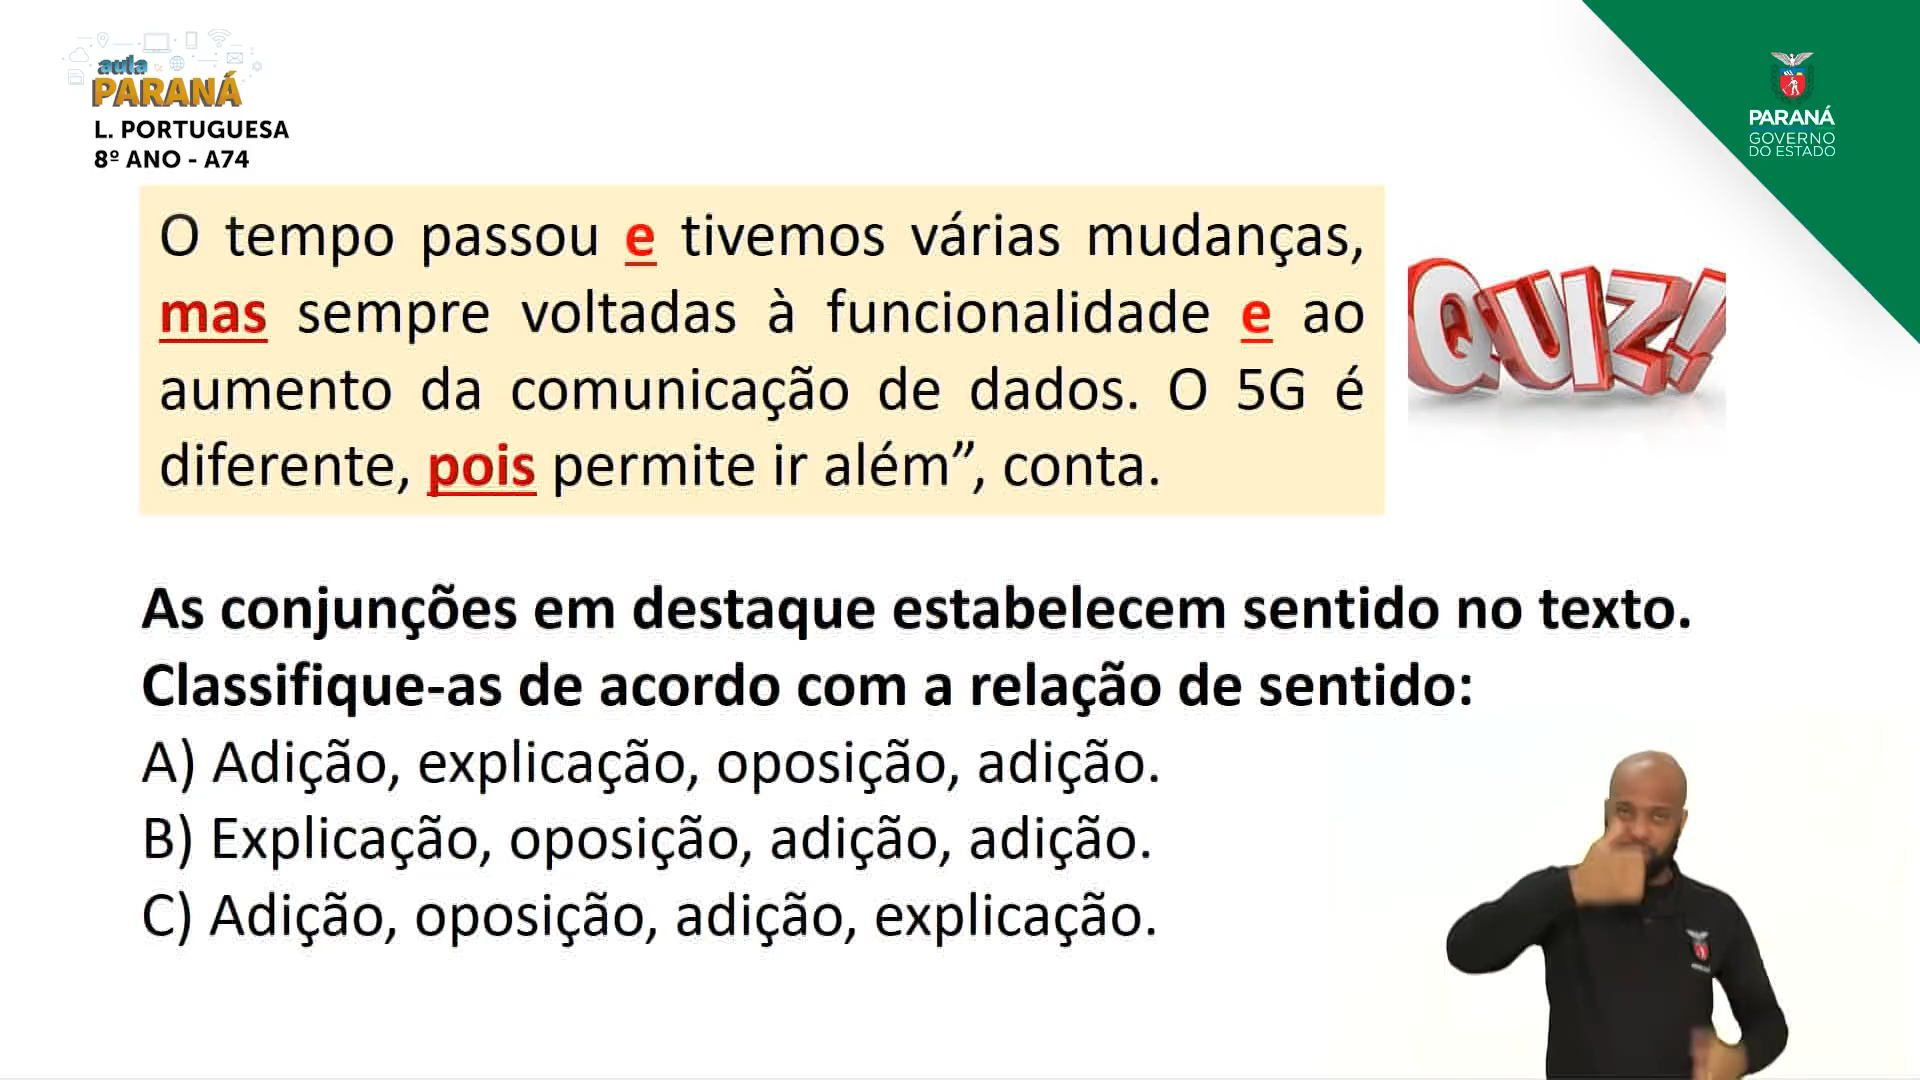 aula
PARANÁ
L. PORTUGUESA
8º ANO - A74
PARANÁ
GOVERNO
DO ESTADO
O tempo passou e tivemos várias mudanças,
mas sempre voltadas à funcionalidade e ao
aumento da comunicação de dados. O 5G é
diferente, pois permite ir além”, conta.
QUIZ!
As conjunções em destaque estabelecem sentido no texto.
Classifique-as de acordo com a relação de sentido:
A) Adição, explicação, oposição, adição.
B) Explicação, oposição, adição, adição.
C) Adição, oposição, adição, explicação.